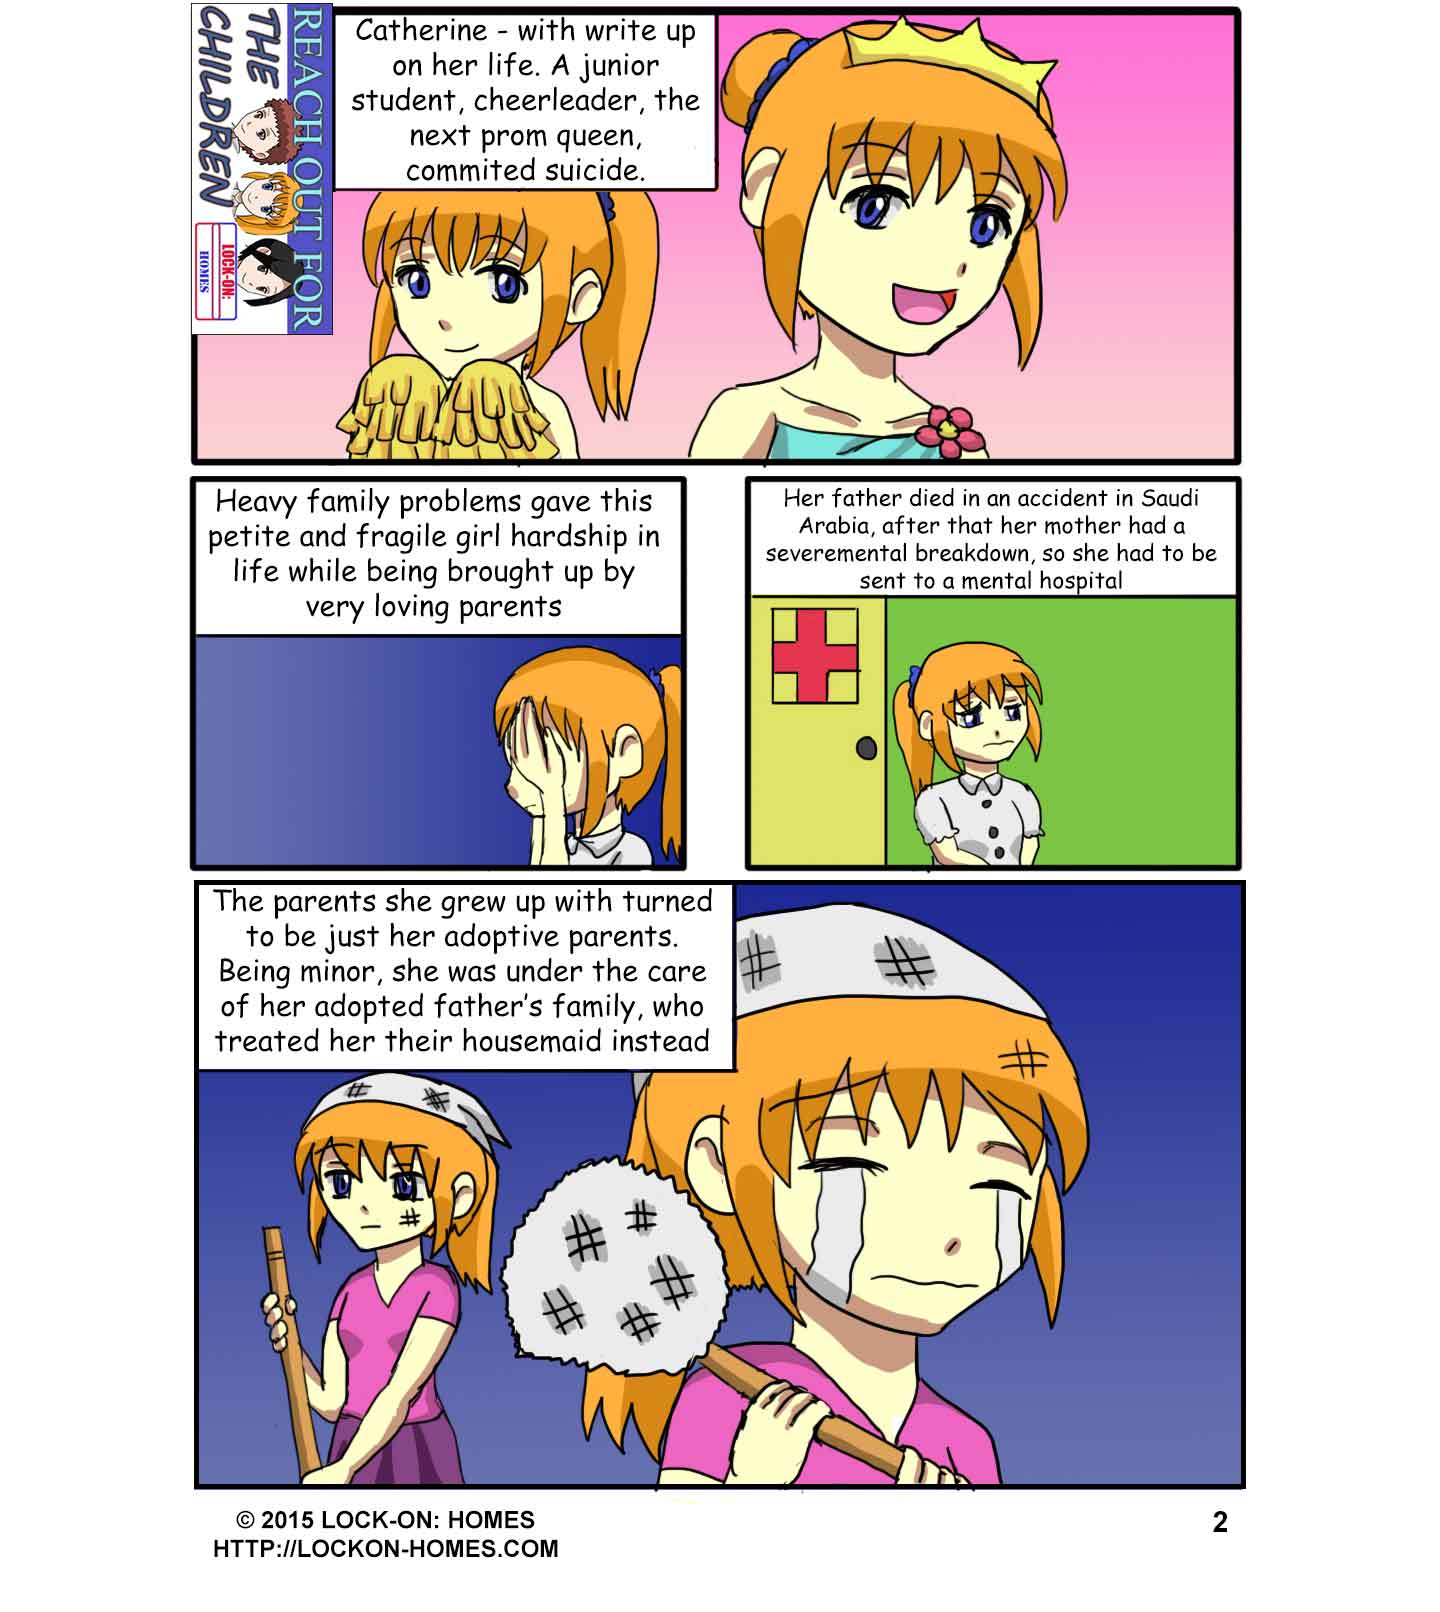 REACH OUT FOR
THE
CHILDREN
LOCK-ON:
HOMES
Catherine - with write up
on her life. A junior
student, cheerleader, the
next prom queen,
commited suicide.
Heavy family problems gave this
petite and fragile girl hardship in
life while being brought up by
very loving parents
Her father died in an accident in Saudi
Arabia, after that her mother had a
severemental breakdown, so she had to be
sent to a mental hospital
The parents she grew up with turned
to be just her adoptive parents.
Being minor, she was under the care
of her adopted father's family, who
treated her their housemaid instead
© 2015 LOCK-ON: HOMES
HTTP://LOCKON-HOMES.COM
2